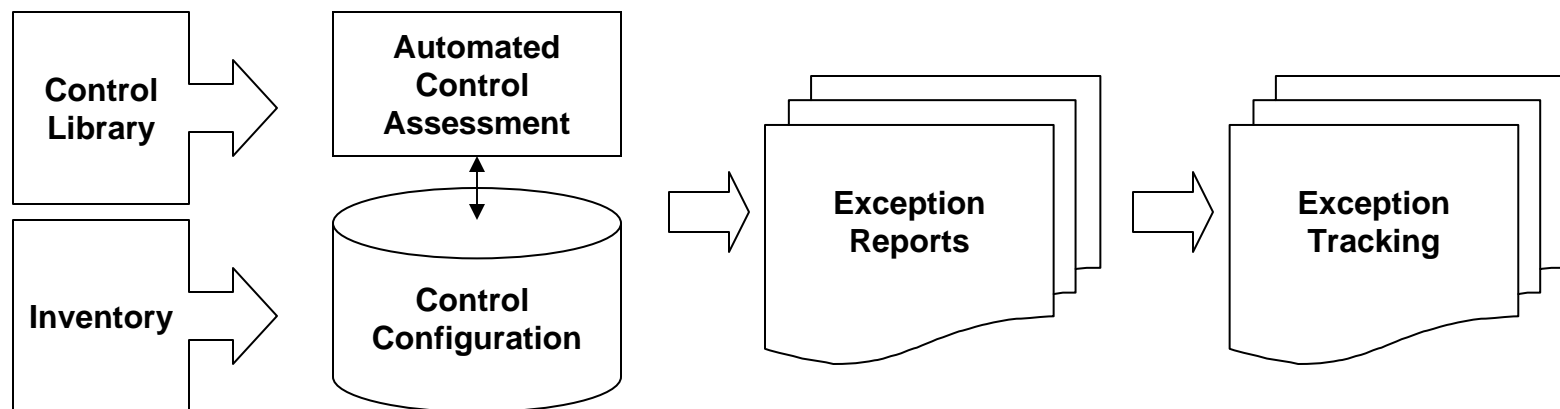 Control
Library
Inventory
Automated
Control
Assessment
Control
Configuration
Exception
Reports
Exception
Tracking